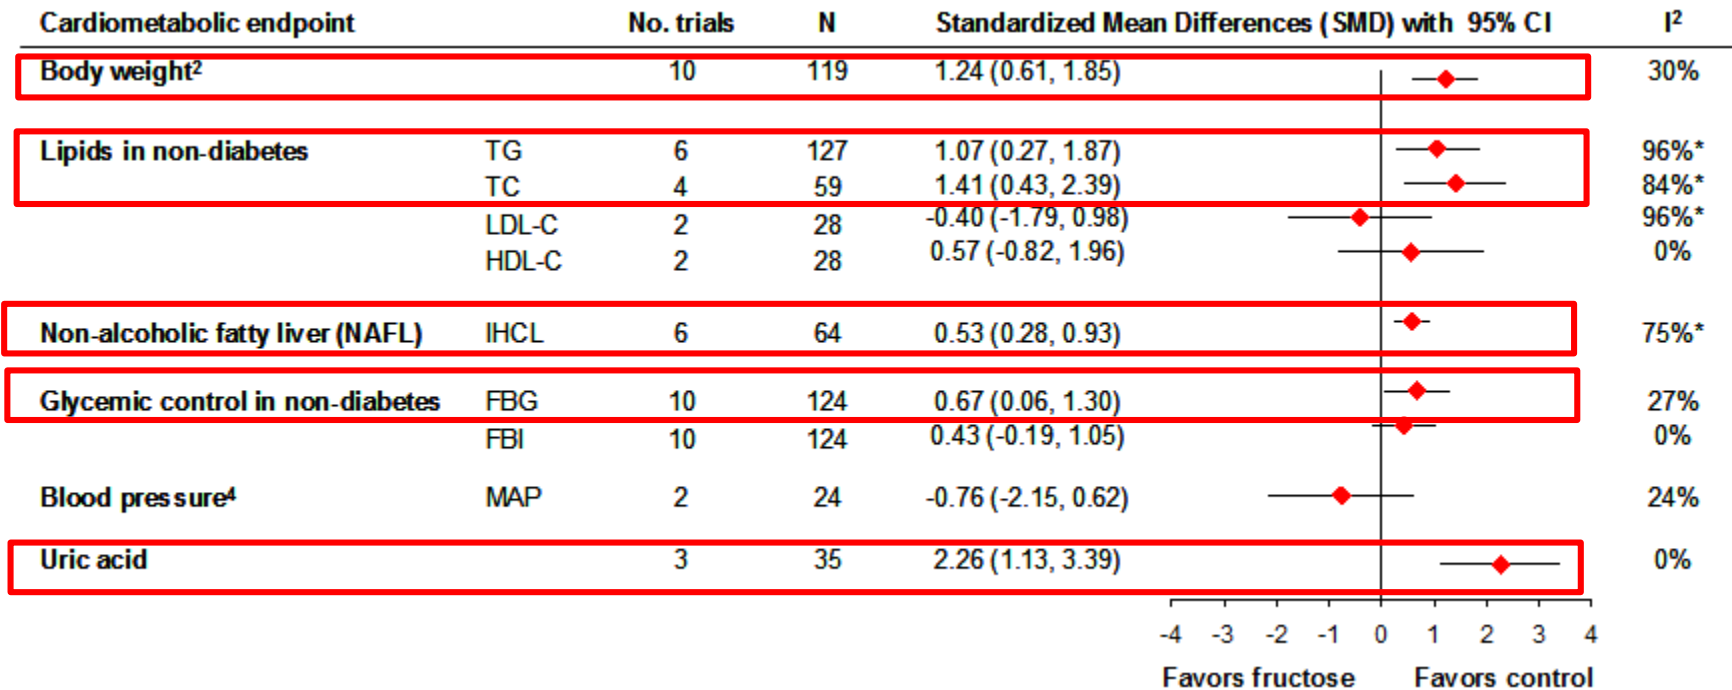 Cardiometabolic endpoint No. trials N Standardized Mean Differences (SMD) with 95% CI I²
Body weight² 10 119 1.24 (0.61, 1.85) 30%
Lipids in non-diabetes TG 6 127 1.07 (0.27, 1.87) 96%*
TC 4 59 1.41 (0.43, 2.39) 84%*
LDL-C 2 28 -0.40 (-1.79, 0.98) 96%*
HDL-C 2 28 0.57 (-0.82, 1.96) 0%
Non-alcoholic fatty liver (NAFL) IHCL 6 64 0.53 (0.28, 0.93) 75%*
Glycemic control in non-diabetes FBG 10 124 0.67 (0.06, 1.30) 27%
FBI 10 124 0.43 (-0.19, 1.05) 0%
Blood pressure⁴ MAP 2 24 -0.76 (-2.15, 0.62) 24%
Uric acid 3 35 2.26 (1.13, 3.39) 0%
-4 -3 -2 -1 0 1 2 3 4
Favors fructose Favors control